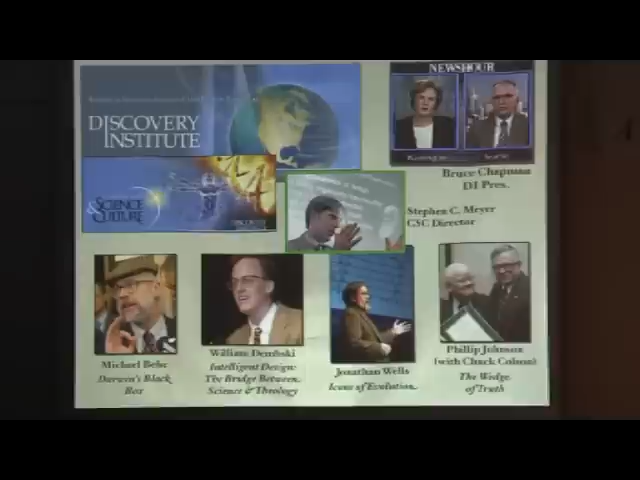 NEWSHOUR
DISCOVERY
INSTITUTE
Bruce Chapman
DI Pres.
SCIENCE
& CULTURE
Stephen C. Meyer
CSC Director
Michael Behe
Darwin's Black
Box
William Dembski
Intelligent Design:
The Bridge Between
Science & Theology
Jonathan Wells
Icons of Evolution
Phillip Johnson
(with Chuck Colson)
The Wedge
of Truth